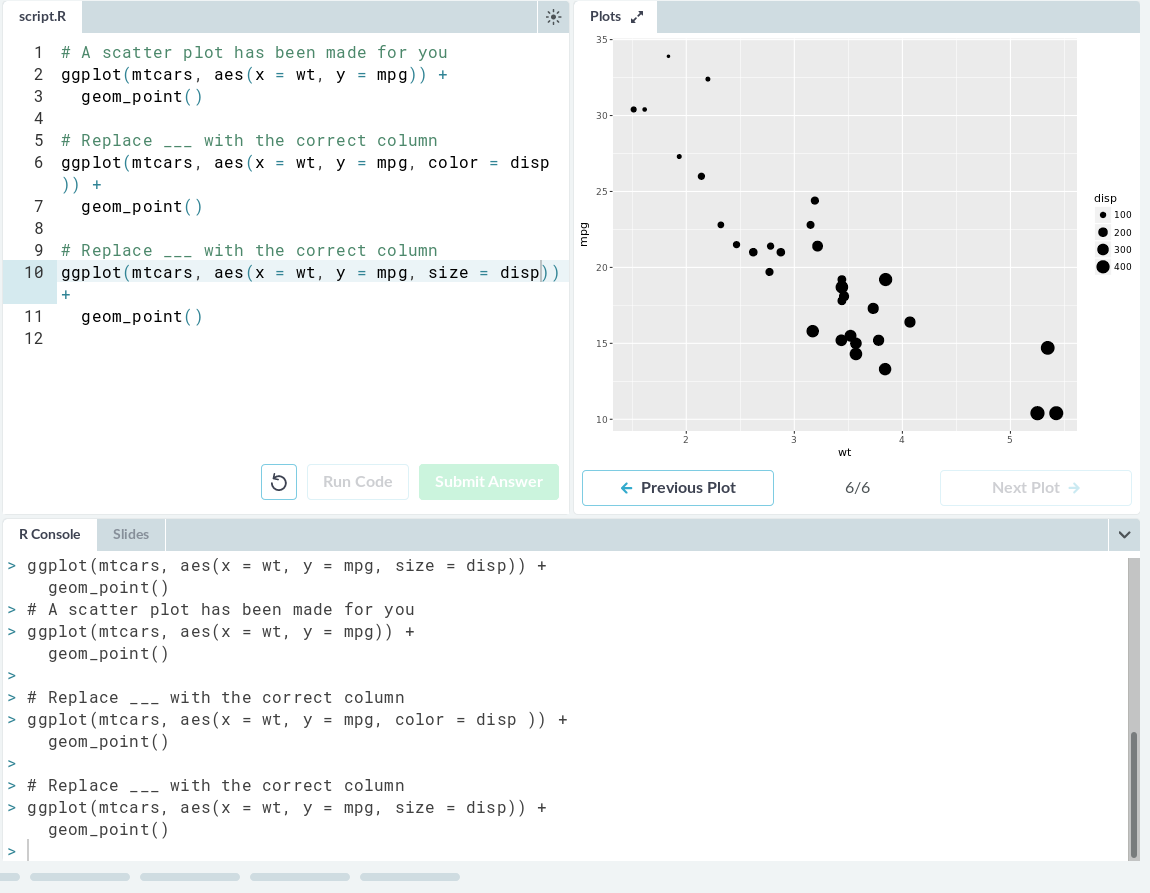 script.R
1 # A scatter plot has been made for you
2 ggplot(mtcars, aes(x = wt, y = mpg)) +
3   geom_point()
4
5 # Replace ___ with the correct column
6 ggplot(mtcars, aes(x = wt, y = mpg, color = disp
)) +
7   geom_point()
8
9 # Replace ___ with the correct column
10 ggplot(mtcars, aes(x = wt, y = mpg, size = disp))
+
11   geom_point()
12
Run Code
Submit Answer
Plots
35
30
25
20
15
10
mpg
2 3 4 5
wt
disp
100
200
300
400
Previous Plot
6/6
Next Plot
R Console
Slides
> ggplot(mtcars, aes(x = wt, y = mpg, size = disp)) +
    geom_point()
> # A scatter plot has been made for you
> ggplot(mtcars, aes(x = wt, y = mpg)) +
    geom_point()
>
> # Replace ___ with the correct column
> ggplot(mtcars, aes(x = wt, y = mpg, color = disp )) +
    geom_point()
>
> # Replace ___ with the correct column
> ggplot(mtcars, aes(x = wt, y = mpg, size = disp)) +
    geom_point()
>